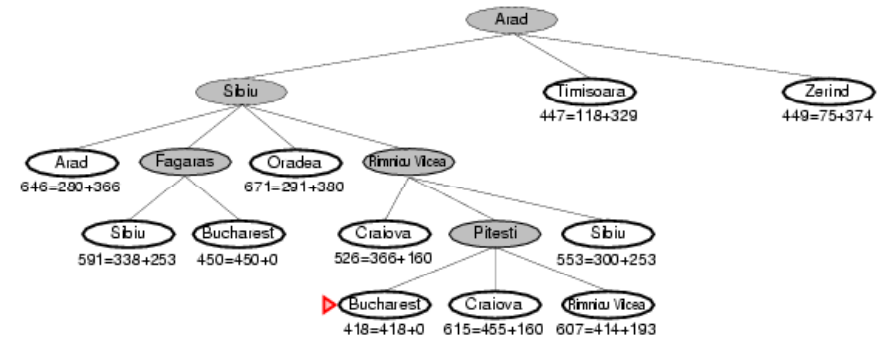 Arad
Sibiu
Timisoara
Zerind
447=118+329
449=75+374
Arad
Fagaras
Oradea
Rimnicu Vilcea
646=280+366
671=291+380
Sibiu
Bucharest
Craiova
Pitesti
Sibiu
591=338+253
450=450+0
526=366+160
553=300+253
Bucharest
Craiova
Rimnicu Vilcea
418=418+0
615=455+160
607=414+193